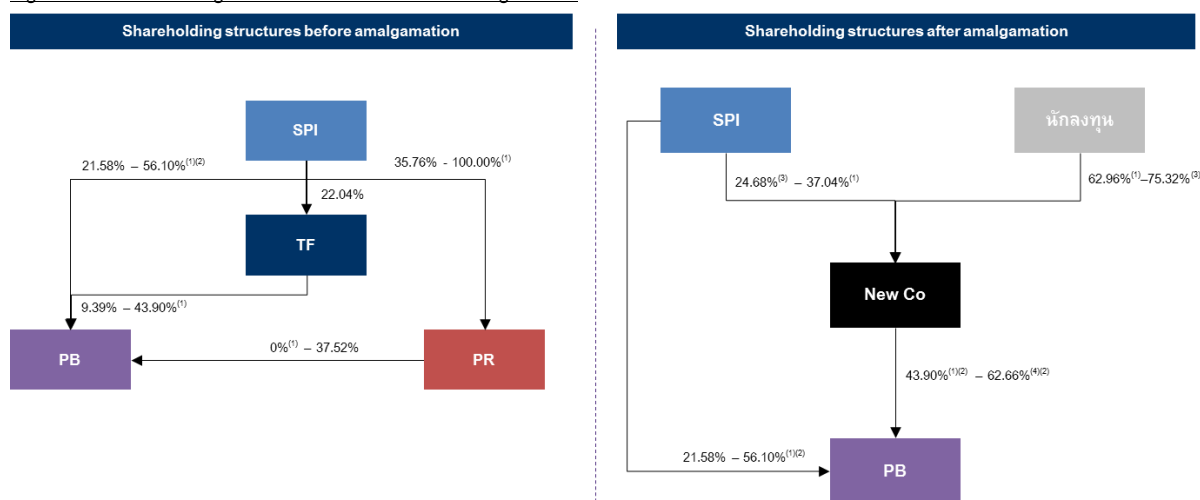 Shareholding structures before amalgamation
SPI
21.58% – 56.10%(1)(2)
35.76% - 100.00%(1)
22.04%
TF
9.39% – 43.90%(1)
PB
0%(1) – 37.52%
PR
Shareholding structures after amalgamation
SPI
นักลงทุน
24.68%(3) – 37.04%(1)
62.96%(1)–75.32%(3)
New Co
43.90%(1)(2) – 62.66%(4)(2)
21.58% – 56.10%(1)(2)
PB